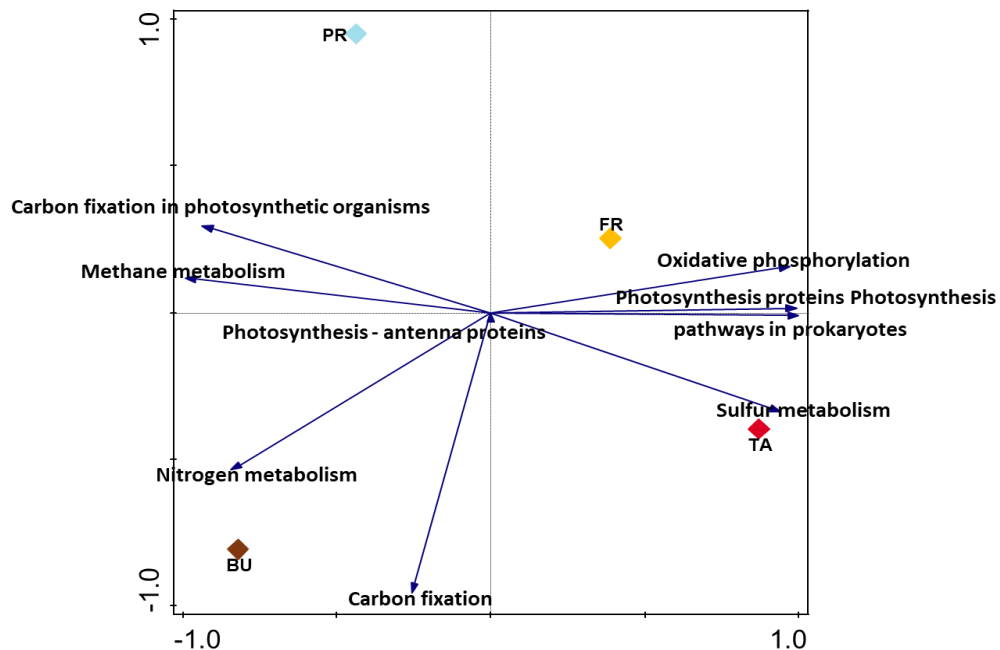 1.0
PR
Carbon fixation in photosynthetic organisms
FR
Oxidative phosphorylation
Methane metabolism
Photosynthesis proteins Photosynthesis
Photosynthesis - antenna proteins
pathways in prokaryotes
Sulfur metabolism
TA
Nitrogen metabolism
BU
-1.0
Carbon fixation
-1.0
1.0